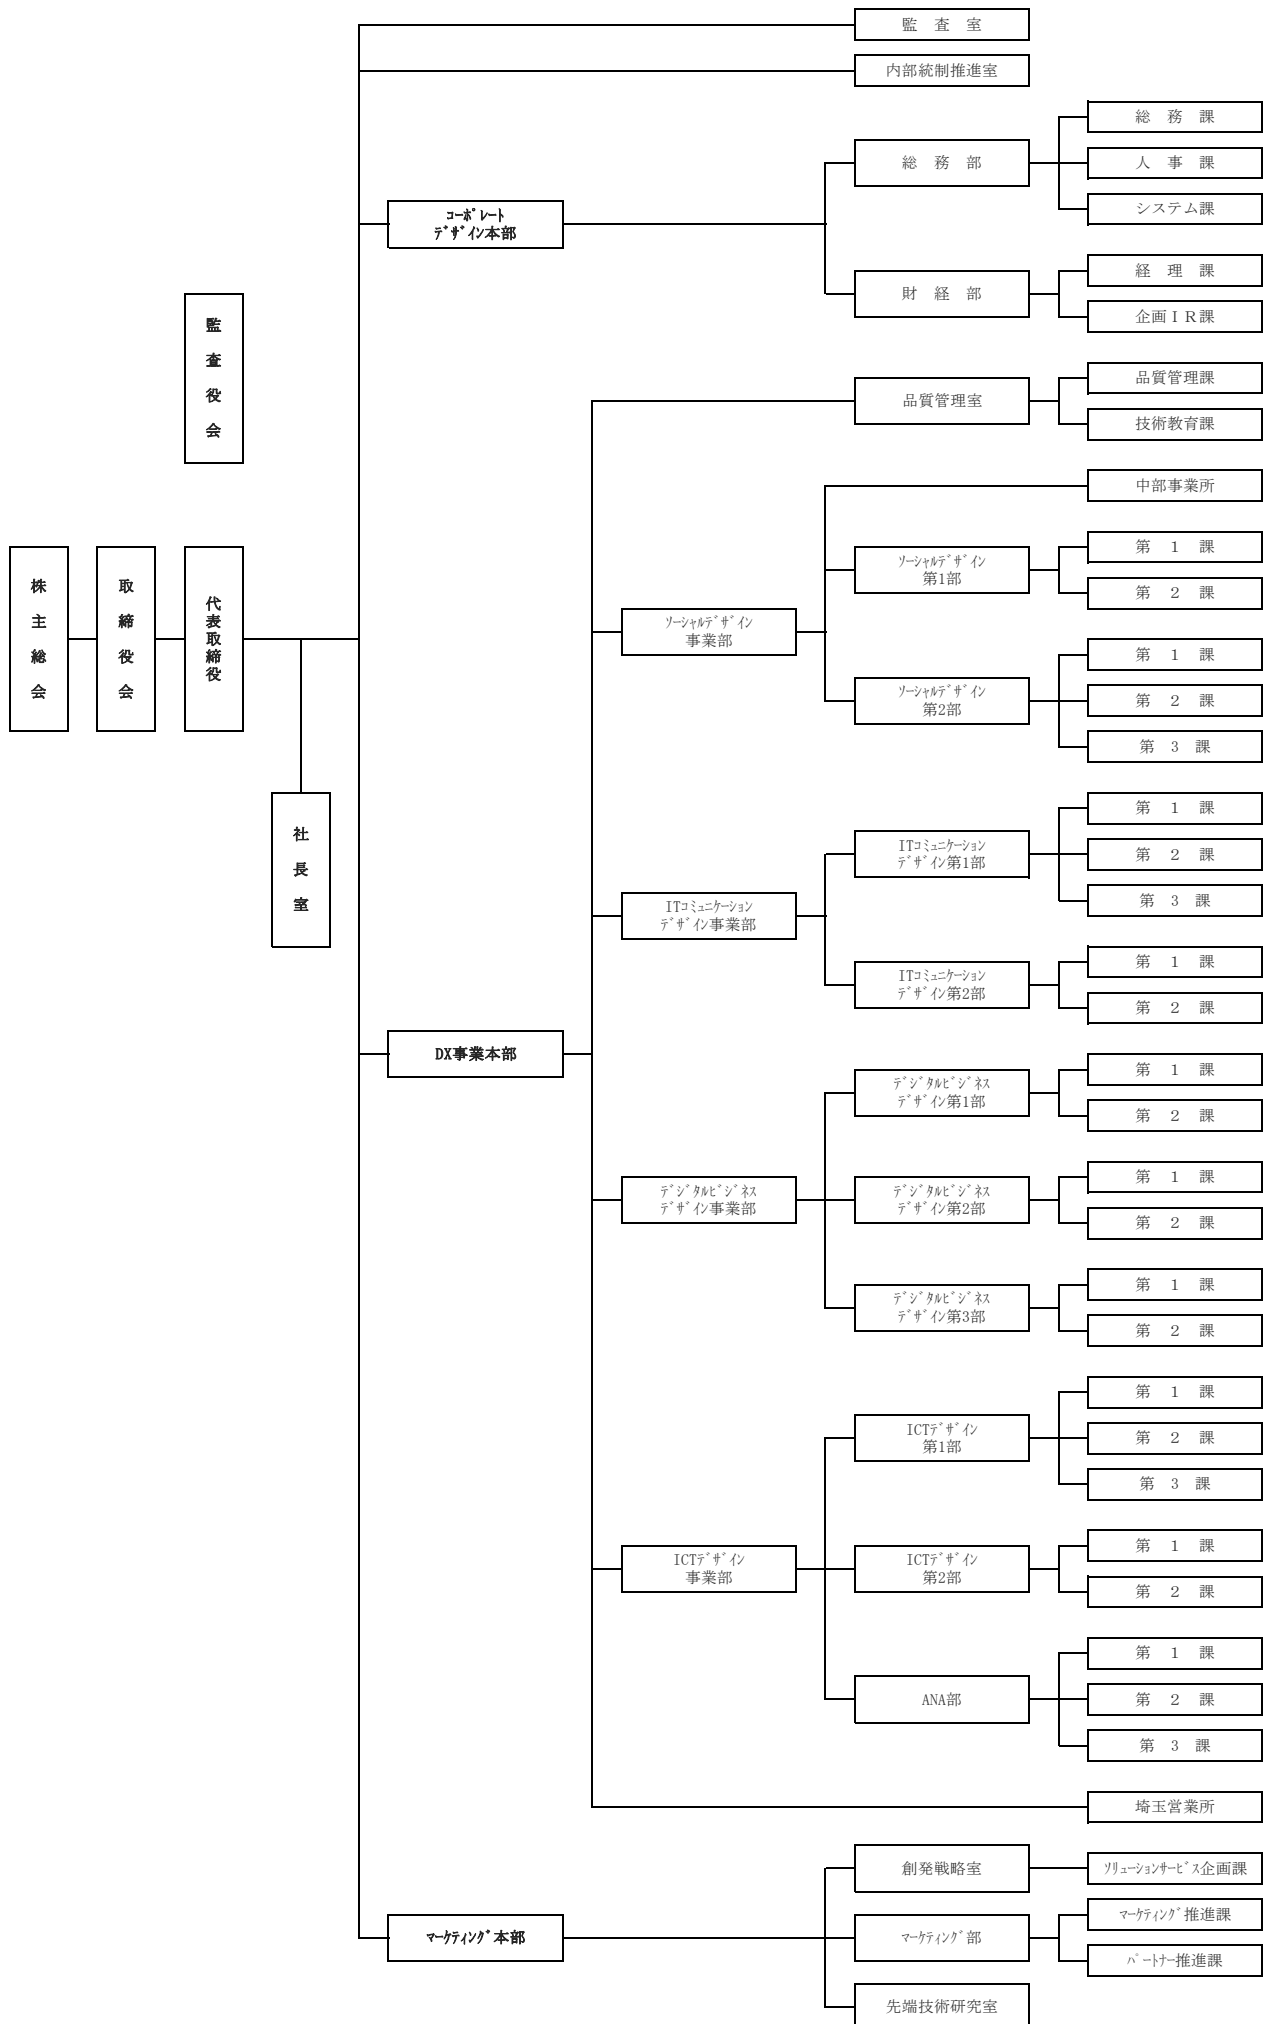 監　査　室
内部統制推進室
総　務　課
総　務　部
人　事　課
システム課
ｺｰﾎﾟﾚｰﾄ
ﾃﾞｻﾞｲﾝ本部
経　理　課
財　経　部
企画ＩＲ課
監査役会
品質管理課
品質管理室
技術教育課
中部事業所
株主総会
取締役会
代表取締役
第　１　課
ｿｰｼｬﾙﾃﾞｻﾞｲﾝ
第1部
第　２　課
ｿｰｼｬﾙﾃﾞｻﾞｲﾝ
事業部
第　１　課
ｿｰｼｬﾙﾃﾞｻﾞｲﾝ
第2部
第　２　課
第　3　課
社長室
第　１　課
ITｺﾐｭﾆｹｰｼｮﾝ
ﾃﾞｻﾞｲﾝ第1部
第　２　課
第　3　課
ITｺﾐｭﾆｹｰｼｮﾝ
ﾃﾞｻﾞｲﾝ事業部
第　１　課
ITｺﾐｭﾆｹｰｼｮﾝ
ﾃﾞｻﾞｲﾝ第2部
第　２　課
DX事業本部
第　１　課
ﾃﾞｼﾞﾀﾙﾋﾞｼﾞﾈｽ
ﾃﾞｻﾞｲﾝ第1部
第　２　課
ﾃﾞｼﾞﾀﾙﾋﾞｼﾞﾈｽ
ﾃﾞｻﾞｲﾝ事業部
第　１　課
ﾃﾞｼﾞﾀﾙﾋﾞｼﾞﾈｽ
ﾃﾞｻﾞｲﾝ第2部
第　２　課
第　１　課
ﾃﾞｼﾞﾀﾙﾋﾞｼﾞﾈｽ
ﾃﾞｻﾞｲﾝ第3部
第　２　課
第　１　課
ICTﾃﾞｻﾞｲﾝ
第1部
第　２　課
第　3　課
ICTﾃﾞｻﾞｲﾝ
事業部
第　１　課
ICTﾃﾞｻﾞｲﾝ
第2部
第　２　課
第　１　課
ANA部
第　２　課
第　3　課
埼玉営業所
創発戦略室
ｿﾘｭｰｼｮﾝｻｰﾋﾞｽ企画課
ﾏｰｹﾃｨﾝｸﾞ本部
ﾏｰｹﾃｨﾝｸﾞ推進課
ﾏｰｹﾃｨﾝｸﾞ部
ﾊﾟｰﾄﾅｰ推進課
先端技術研究室